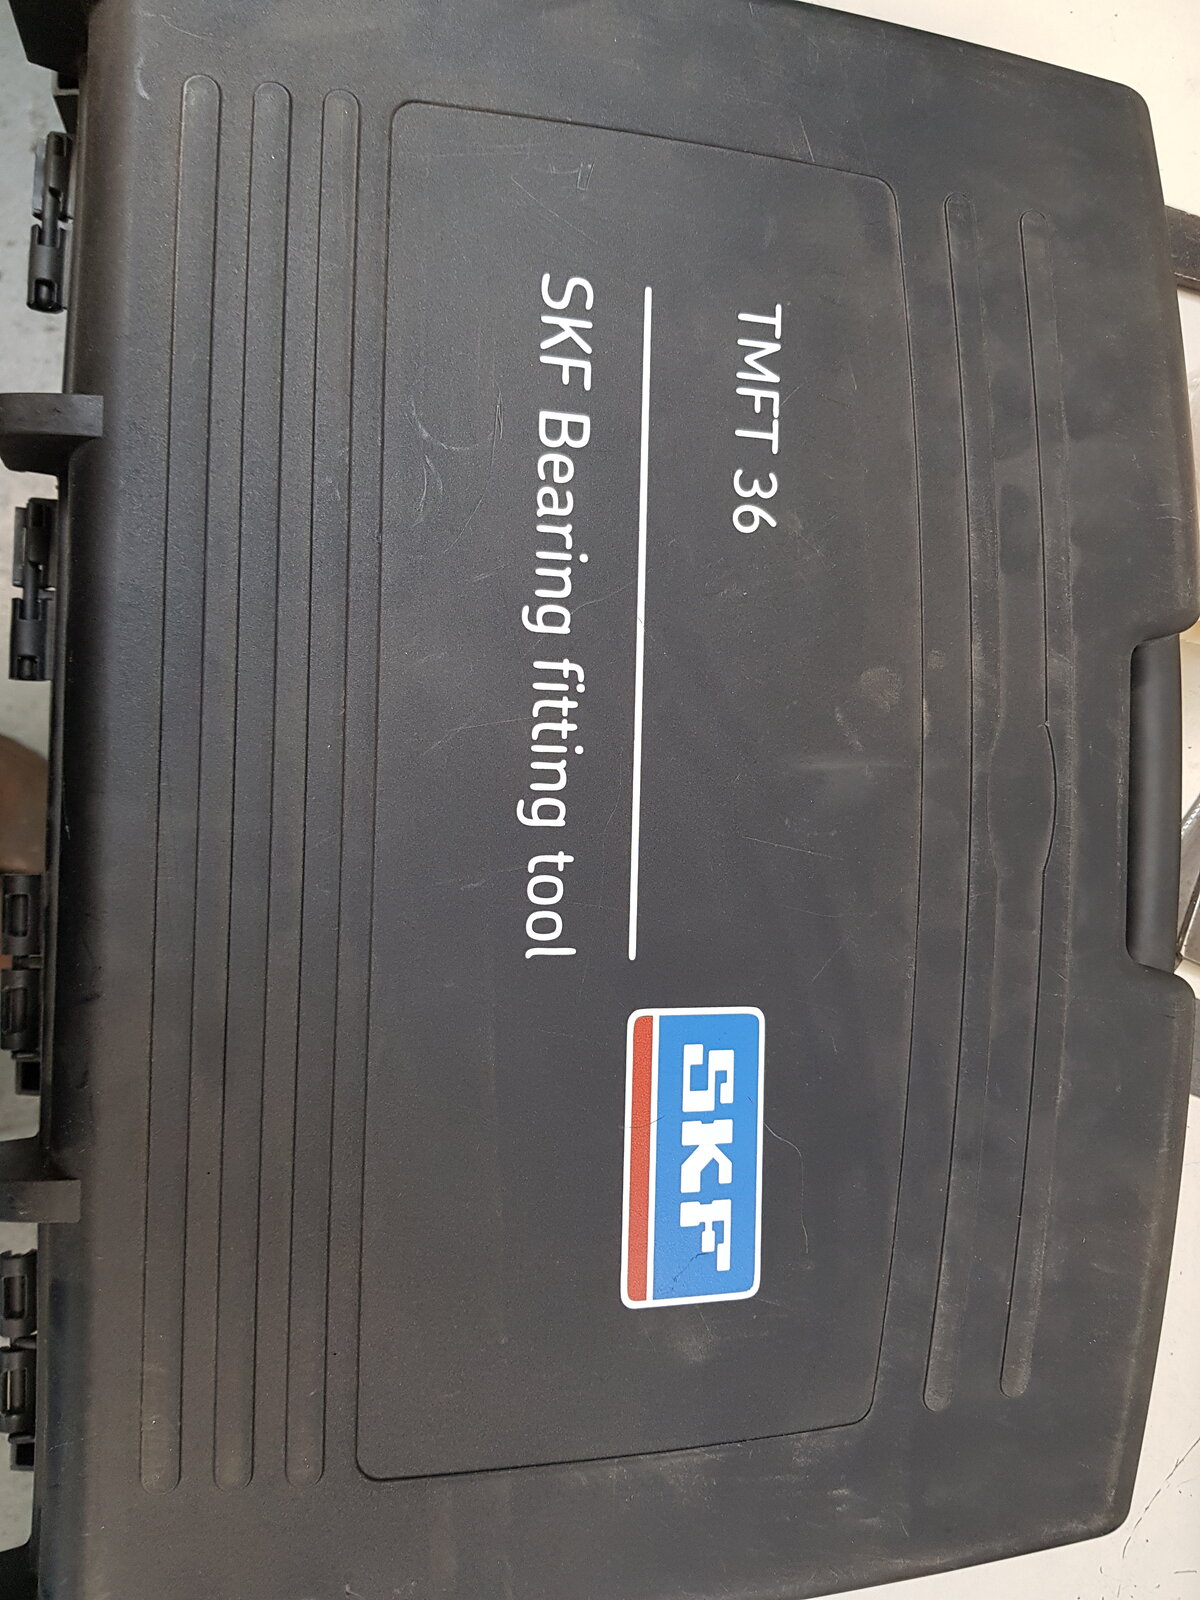 TMFT 36
SKF Bearing fitting tool
SKF